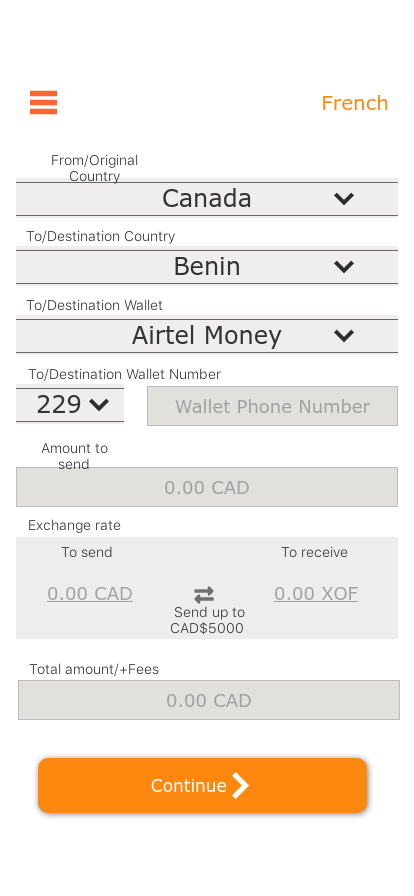 French
From/Original
Country
Canada
To/Destination Country
Benin
To/Destination Wallet
Airtel Money
To/Destination Wallet Number
229 Wallet Phone Number
Amount to
send
0.00 CAD
Exchange rate
To send To receive
0.00 CAD 0.00 XOF
Send up to
CAD$5000
Total amount/+Fees
0.00 CAD
Continue